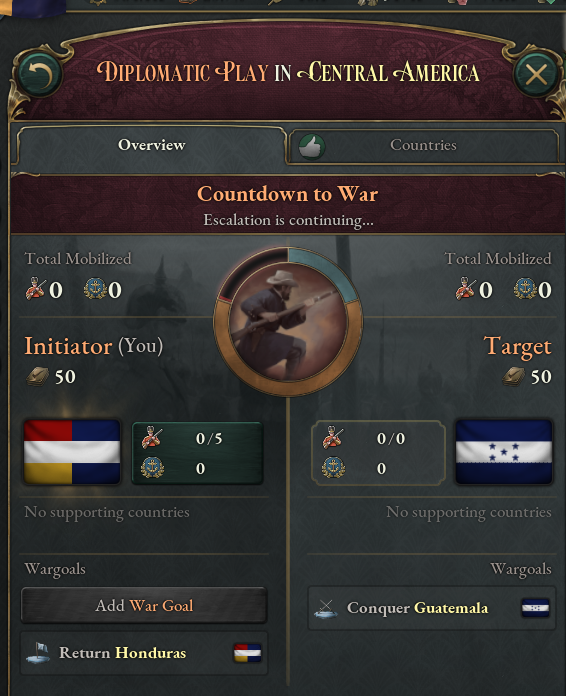 Diplomatic Play in Central America
Overview
Countries
Countdown to War
Escalation is continuing...
Total Mobilized
Total Mobilized
0 0
0 0
Initiator (You)
Target
50
50
0/5
0
0/0
0
No supporting countries
No supporting countries
Wargoals
Wargoals
Add War Goal
Conquer Guatemala
Return Honduras